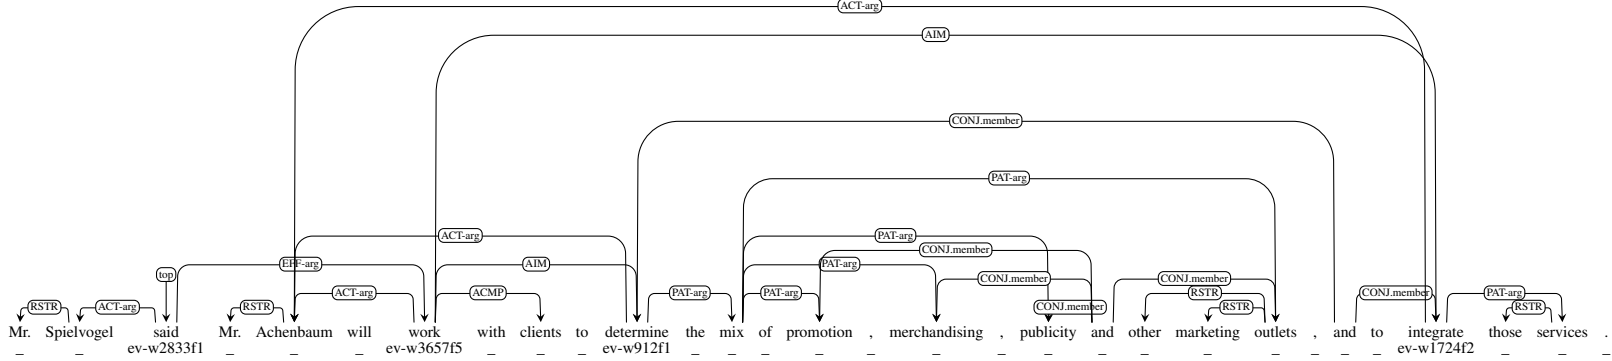 ACT-arg
AIM
CONJ.member
PAT-arg
ACT-arg PAT-arg
CONJ.member
top EFF-arg AIM PAT-arg
CONJ.member CONJ.member
RSTR ACT-arg RSTR ACT-arg ACMP PAT-arg PAT-arg RSTR CONJ.member PAT-arg
CONJ.member RSTR RSTR
Mr. Spielvogel said Mr. Achenbaum will work with clients to determine the mix of promotion , merchandising , publicity and other marketing outlets , and to integrate those services .
ev-w2833f1 ev-w3657f5 ev-w912f1 ev-w1724f2
_ _ _ _ _ _ _ _ _ _ _ _ _ _ _ _ _ _ _ _ _ _ _ _ _ _ _ _